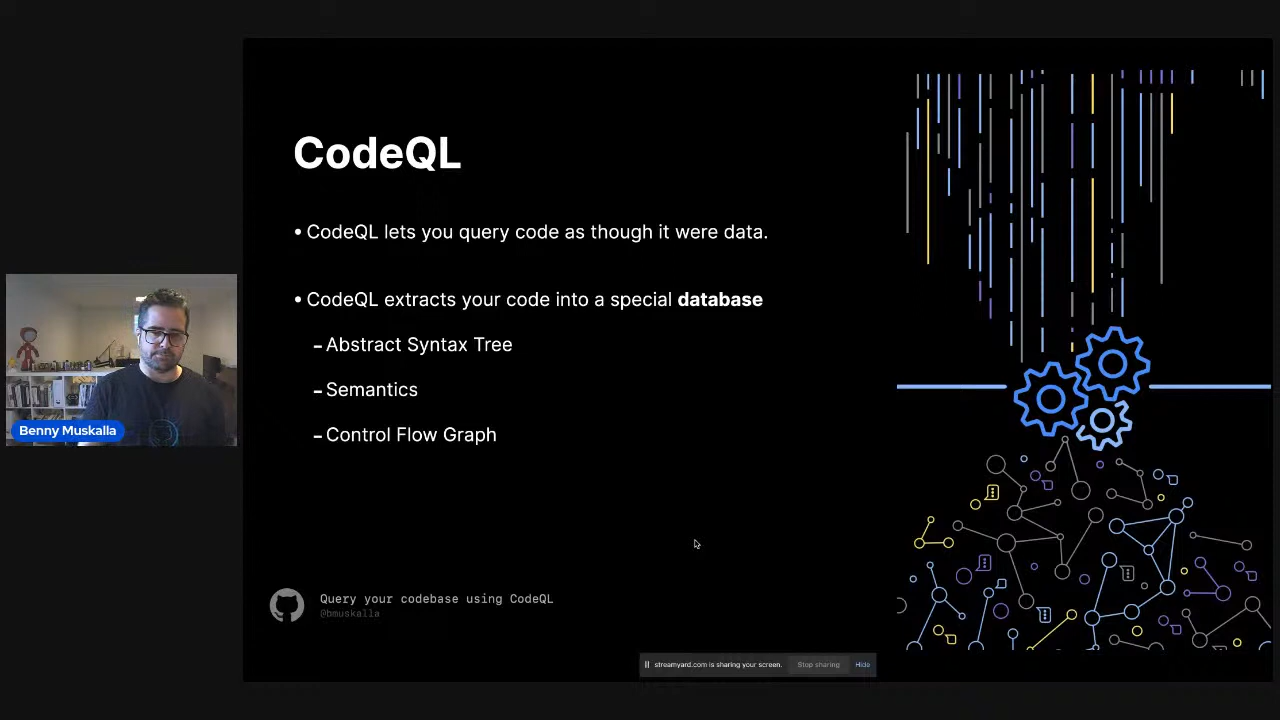 CodeQL
• CodeQL lets you query code as though it were data.
• CodeQL extracts your code into a special database
– Abstract Syntax Tree
– Semantics
– Control Flow Graph
Benny Muskalla
Query your codebase using CodeQL
@bmuskalla
streamyard.com is sharing your screen.
Stop sharing
Hide